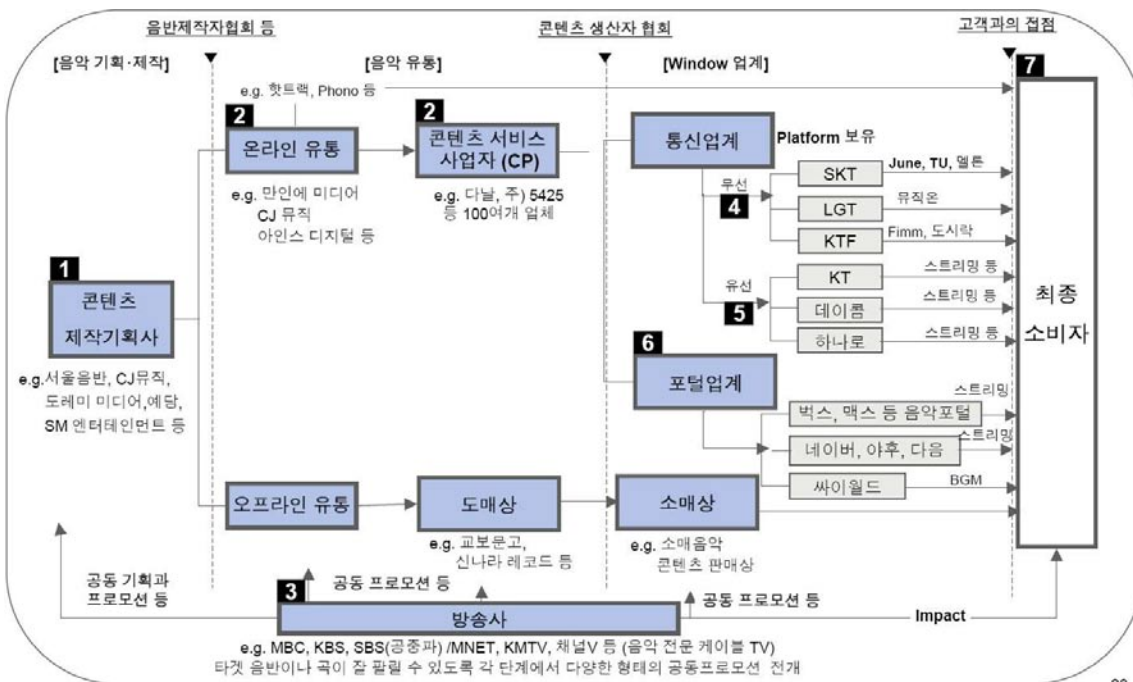 음반제작자협회 등
콘텐츠 생산자 협회
고객과의 접점
[음악 기획·제작]
[음악 유통]
[Window 업계]
7
e.g. 핫트랙, Phono 등
2
온라인 유통
2
콘텐츠 서비스
사업자 (CP)
통신업계
Platform 보유
e.g. 만인에 미디어
CJ 뮤직
아인스 디지털 등
e.g. 다날, 주) 5425
등 100여개 업체
무선
4
SKT
June, TU, 멜론
LGT
뮤직온
KTF
Fimm, 도시락
1
콘텐츠
제작기획사
유선
5
KT
스트리밍 등
데이콤
스트리밍 등
하나로
스트리밍 등
최종
소비자
e.g.서울음반, CJ뮤직,
도레미 미디어,예당,
SM 엔터테인먼트 등
6
포털업계
벅스, 맥스 등 음악포털
스트리밍
네이버, 야후, 다음
스트리밍
싸이월드
BGM
오프라인 유통
도매상
소매상
e.g. 교보문고,
신나라 레코드 등
e.g. 소매음악
콘텐츠 판매상
공동 기획과
프로모션 등
공동 프로모션 등
3
방송사
공동 프로모션 등
Impact
e.g. MBC, KBS, SBS(공중파) /MNET, KMTV, 채널V 등 (음악 전문 케이블 TV)
타겟 음반이나 곡이 잘 팔릴 수 있도록 각 단계에서 다양한 형태의 공동프로모션 전개